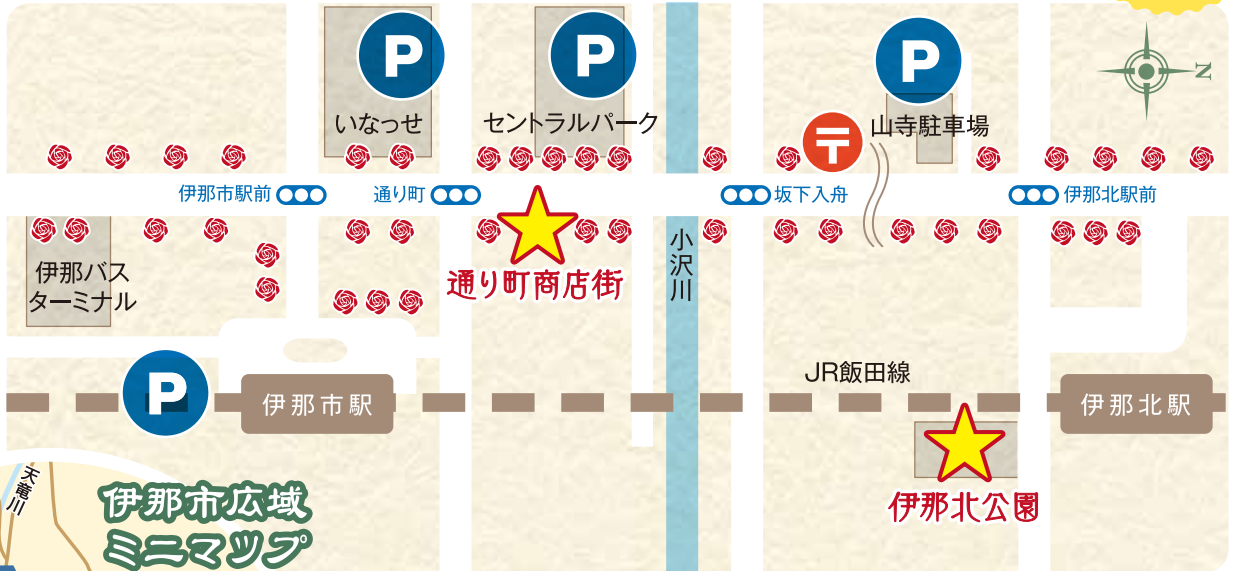 P
P
P
N
いなっせ
セントラルパーク
山寺駐車場
伊那市駅前
通り町
坂下入舟
伊那北駅前
伊那バス
ターミナル
通り町商店街
小沢川
JR飯田線
P
伊那市駅
伊那北駅
伊那北公園
天竜川
伊那市広域
ミニマップ